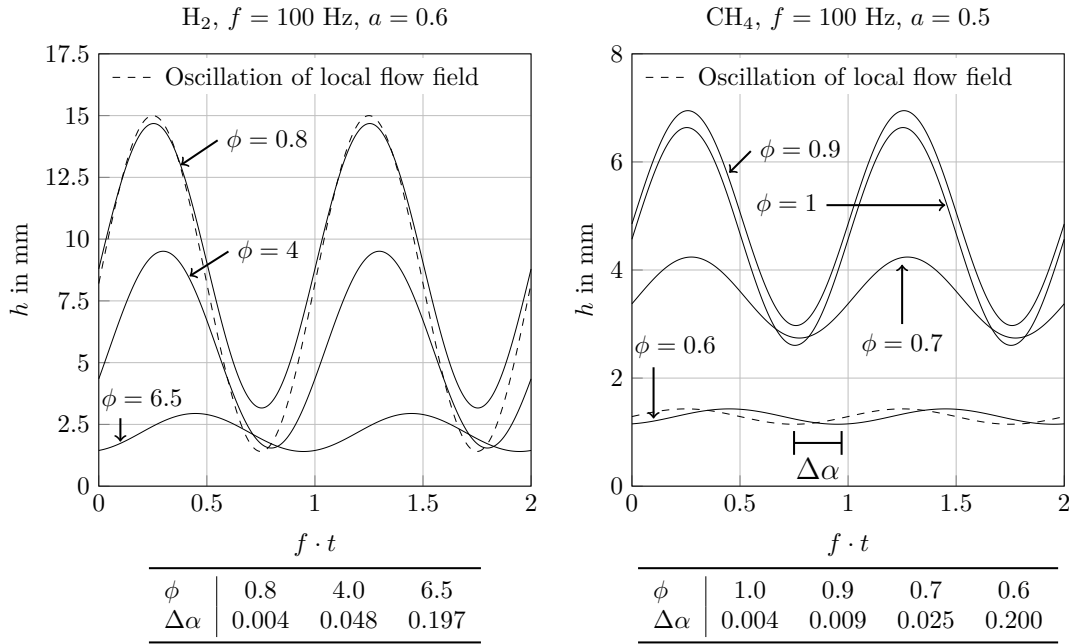 H₂, f = 100 Hz, a = 0.6
17.5
15
12.5
10
7.5
5
2.5
0
h in mm
Oscillation of local flow field
ϕ = 0.8
ϕ = 4
ϕ = 6.5
0
0.5
1
1.5
2
f · t
ϕ 0.8 4.0 6.5
Δα 0.004 0.048 0.197
CH₄, f = 100 Hz, a = 0.5
8
6
4
2
0
h in mm
Oscillation of local flow field
ϕ = 0.9
ϕ = 1
ϕ = 0.6
ϕ = 0.7
Δα
0
0.5
1
1.5
2
f · t
ϕ 1.0 0.9 0.7 0.6
Δα 0.004 0.009 0.025 0.200